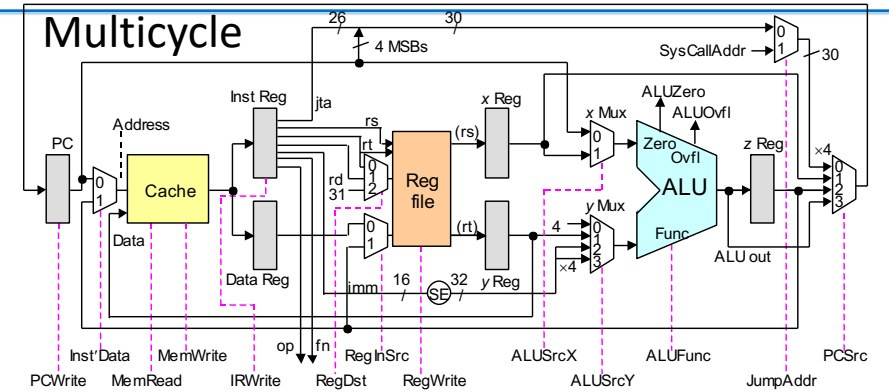 Multicycle
26
30
4 MSBs
SysCallAddr
0
1
30
Inst Reg
jta
rs
rt
rd
31
0
1
2
x Reg
(rs)
x Mux
0
1
ALUZero
ALUOvfl
Zero
Ovfl
ALU
Func
z Reg
×4
0
1
2
3
PC
Address
0
1
Cache
Data
Reg
file
Data Reg
0
1
(rt)
y Reg
4
y Mux
0
1
2
3
×4
ALU out
imm
16
SE
32
op
fn
Inst'Data
MemWrite
RegInSrc
ALUSrcX
ALUFunc
PCSrc
PCWrite
MemRead
IRWrite
RegDst
RegWrite
ALUSrcY
JumpAddr